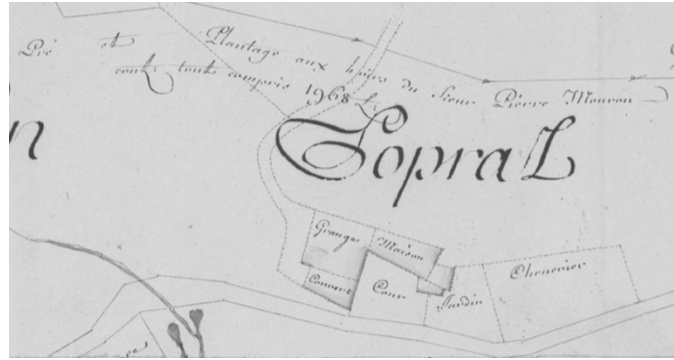 Pré et Plantage aux hoirs du Sieur Pierre Mouron
cont. tout compris 1968 t.
n
Sopral
Grange
Maison
Couvert
Cour
Jardin
Chenevier